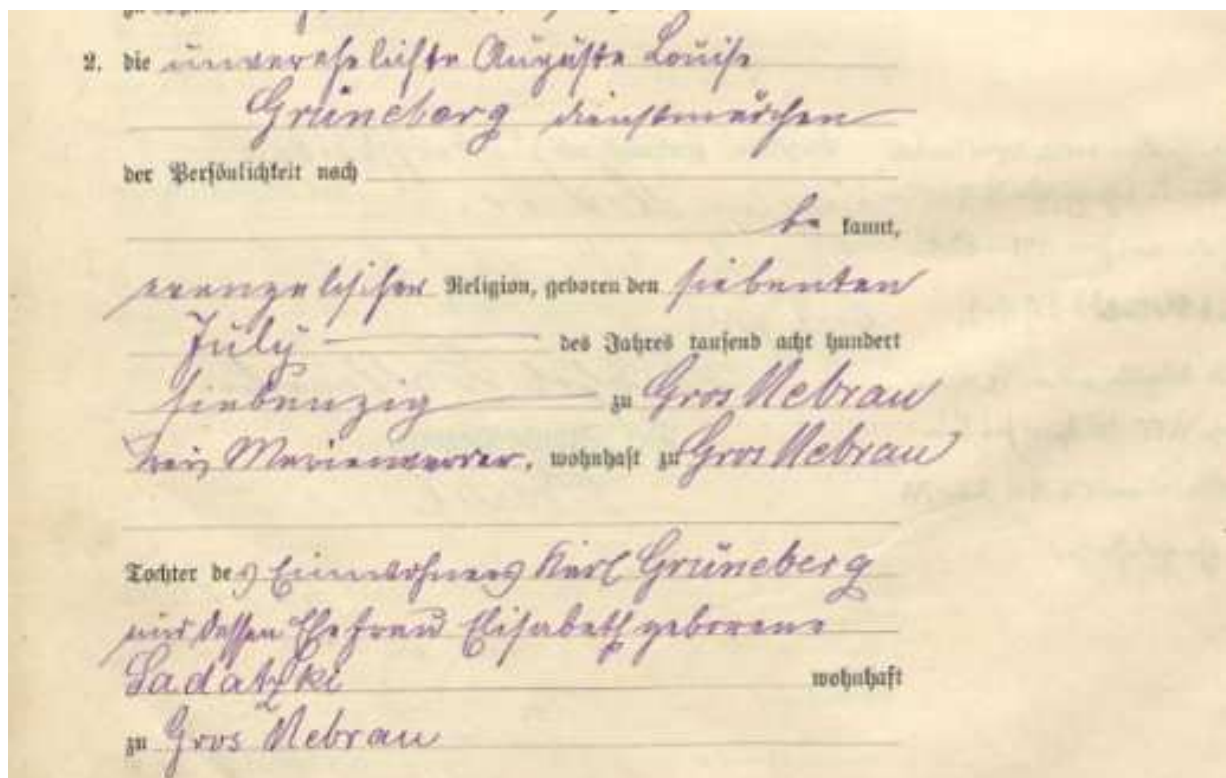 2. die unverehelichte Auguste Louise
Grüneberg dienstmädchen
der Persönlichkeit nach
be kannt,
evangelischer Religion, geboren den siebenten
July des Jahres tausend acht hundert
siebenzig zu Gros Nebrau
Kreis Marienwerder, wohnhaft zu Gros Nebrau
Tochter des Einwohners Karl Grüneberg
und dessen Ehefrau Elisabeth geborene
Sadatzki wohnhaft
zu Gros Nebrau